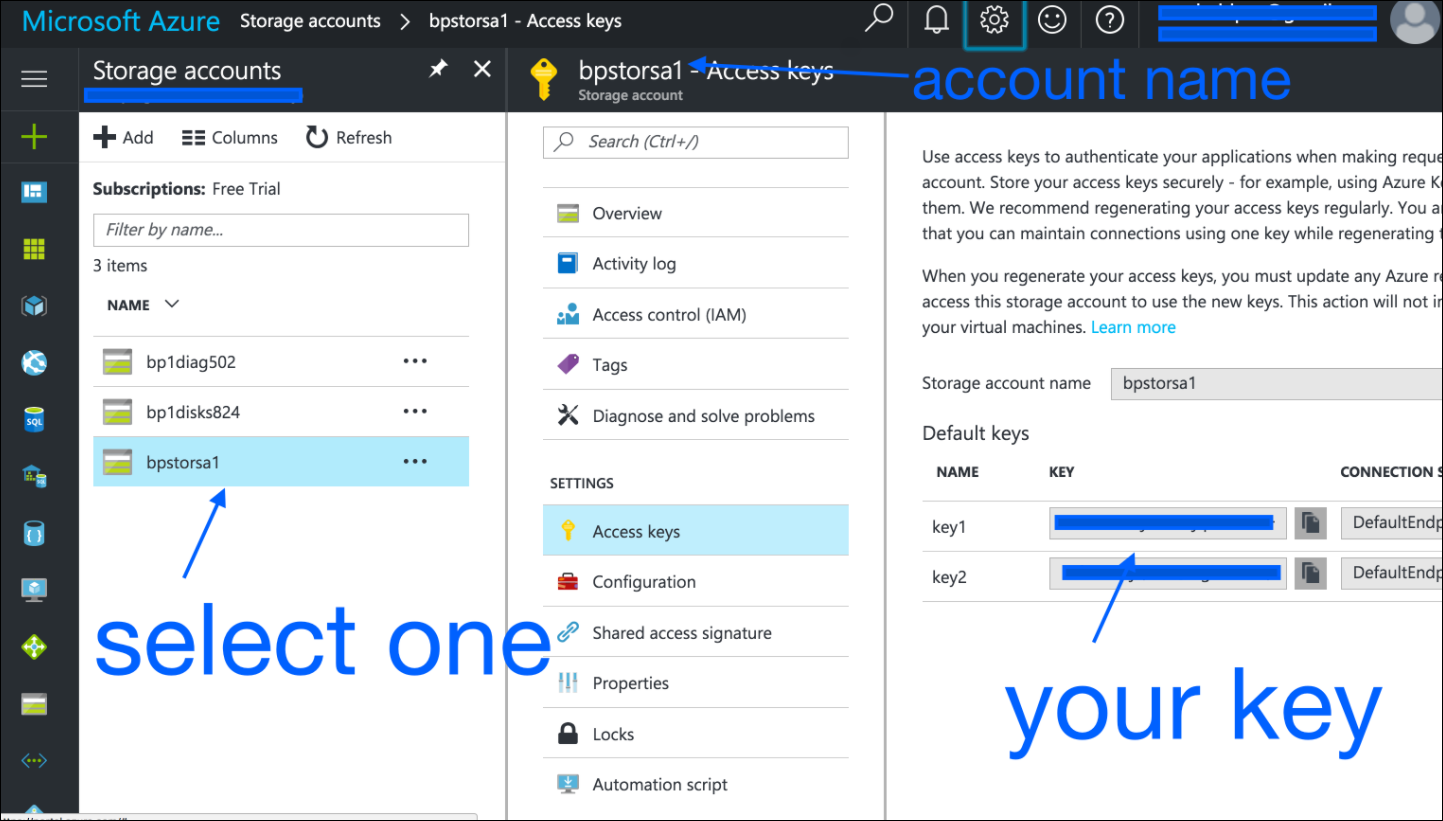 Microsoft Azure Storage accounts > bpstorsa1 - Access keys
Storage accounts
bpstorsa1 - Access keys
Storage account
account name
Add Columns Refresh
Subscriptions: Free Trial
Filter by name...
3 items
NAME
bp1diag502 ...
bp1disks824 ...
bpstorsa1 ...
select one
Search (Ctrl+/)
Overview
Activity log
Access control (IAM)
Tags
Diagnose and solve problems
SETTINGS
Access keys
Configuration
Shared access signature
Properties
Locks
Automation script
Use access keys to authenticate your applications when making reque
account. Store your access keys securely - for example, using Azure K
them. We recommend regenerating your access keys regularly. You a
that you can maintain connections using one key while regenerating
When you regenerate your access keys, you must update any Azure r
access this storage account to use the new keys. This action will not i
your virtual machines. Learn more
Storage account name bpstorsa1
Default keys
NAME KEY CONNECTION S
key1 DefaultEndp
key2 DefaultEndp
your key
SQL